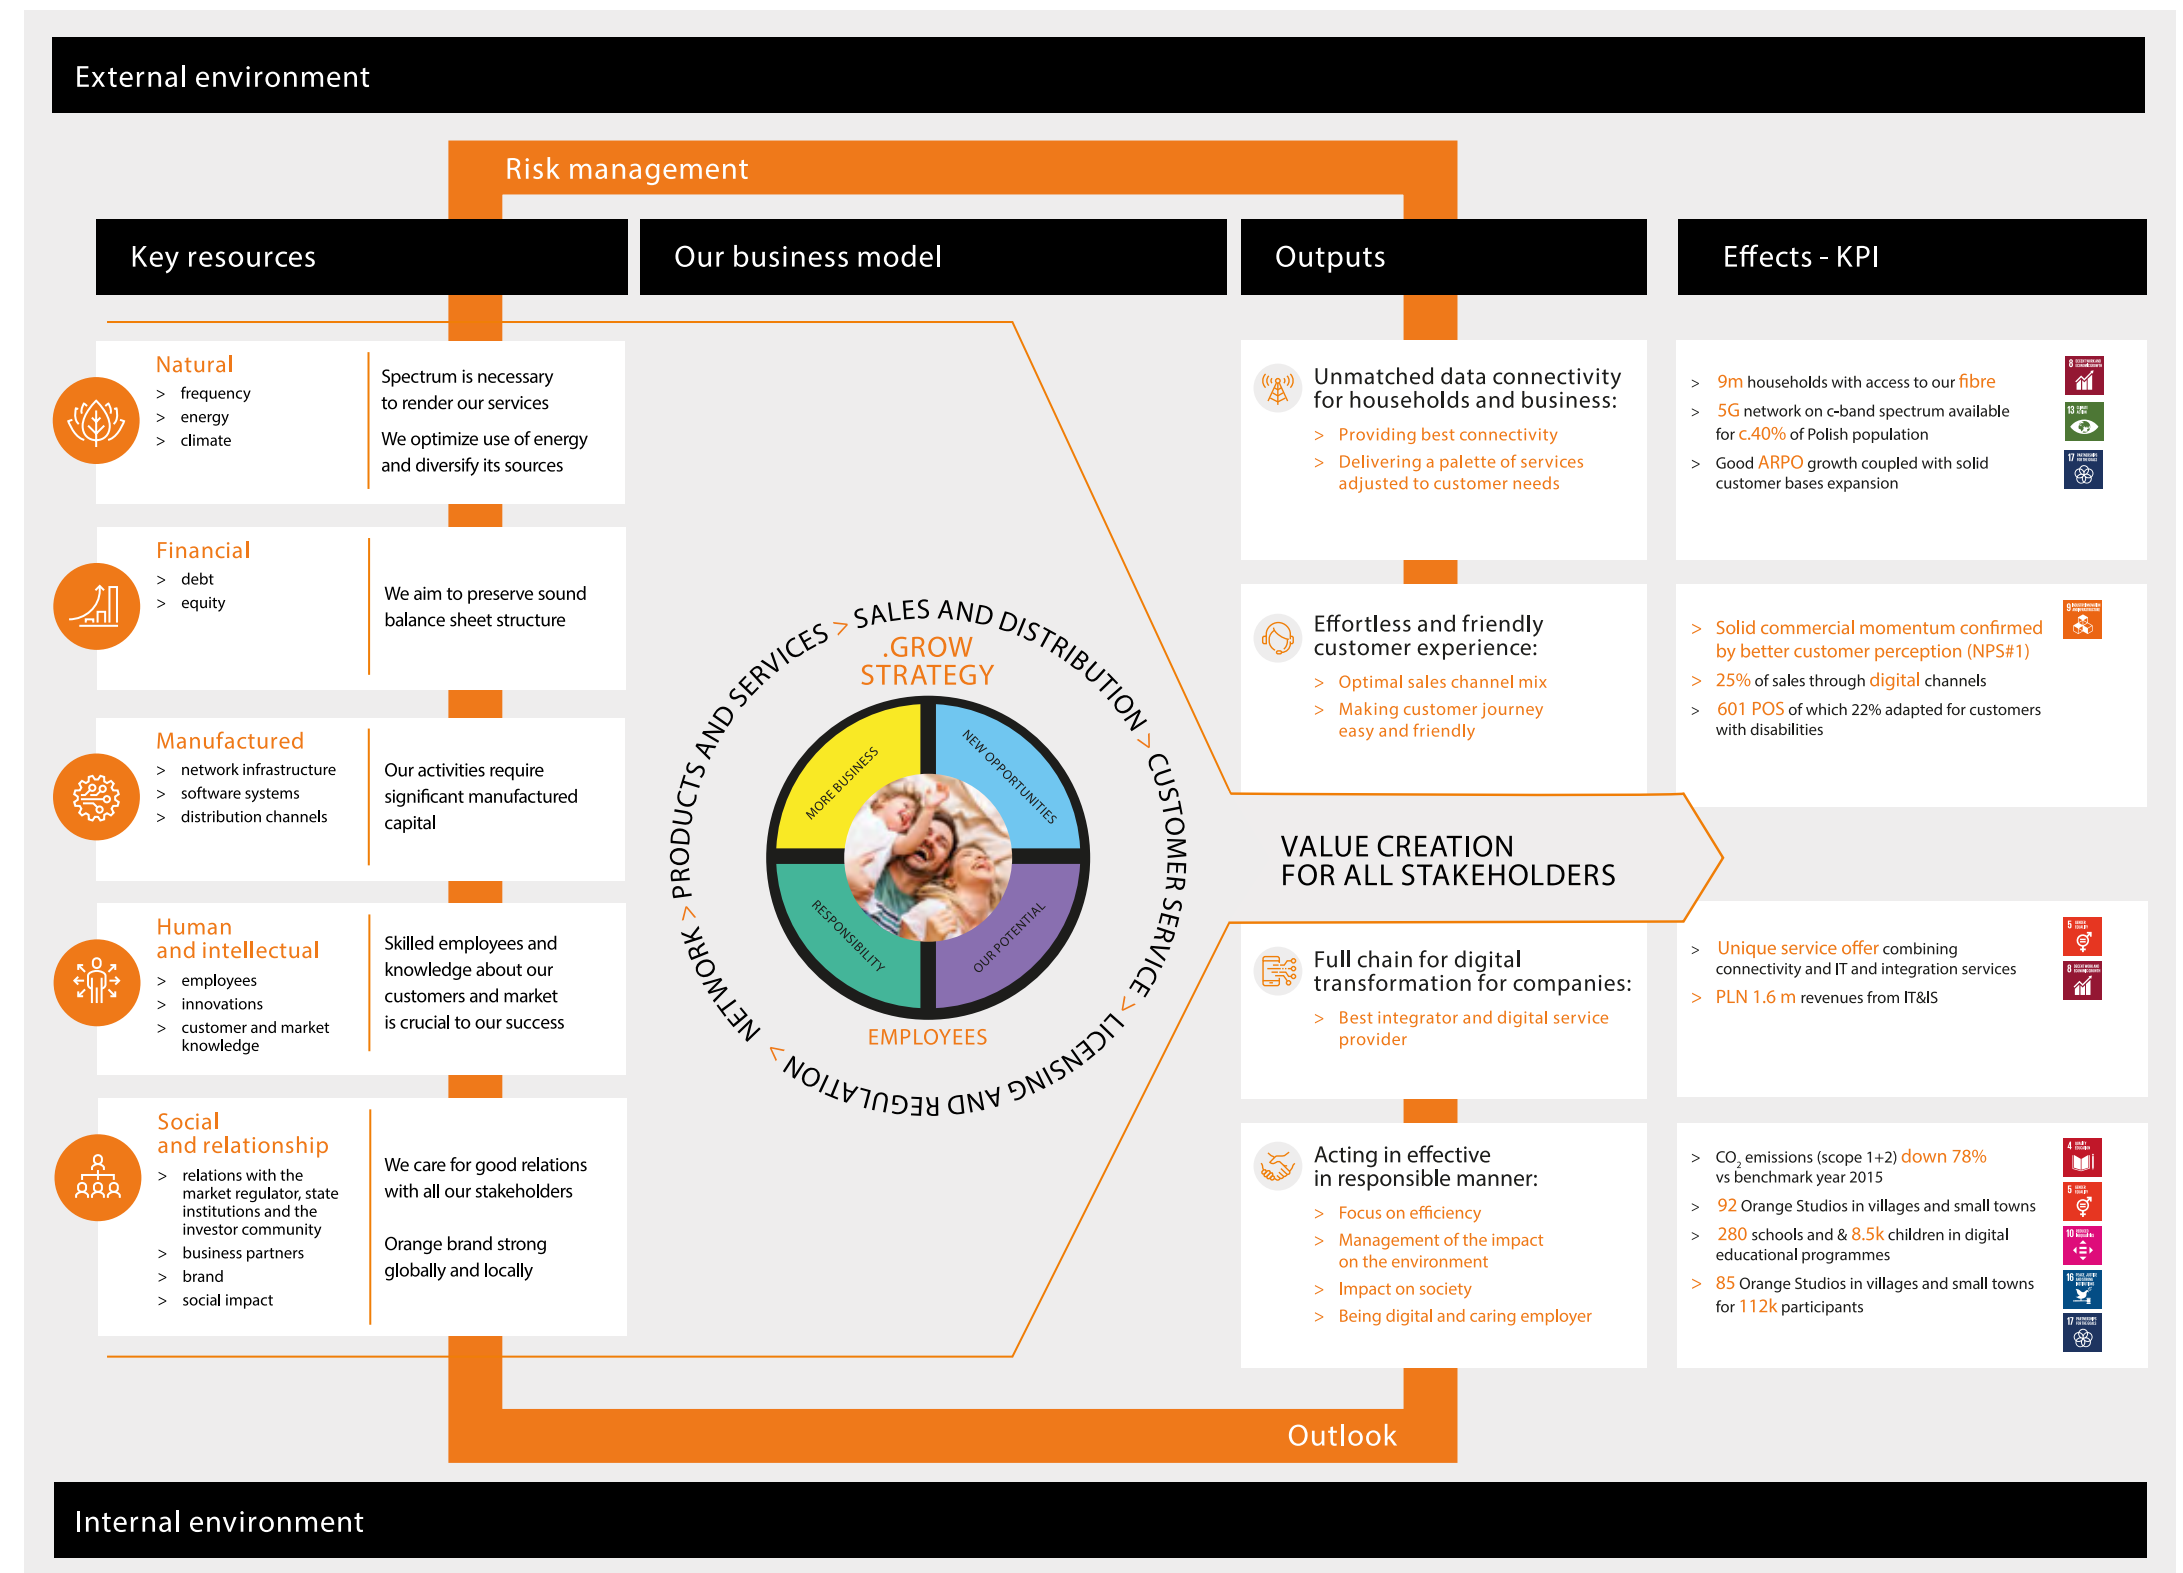 External environment
Risk management
Key resources
Our business model
Outputs
Effects - KPI
Natural
> frequency
> energy
> climate
Spectrum is necessary
to render our services
We optimize use of energy
and diversify its sources
Financial
> debt
> equity
We aim to preserve sound
balance sheet structure
Manufactured
> network infrastructure
> software systems
> distribution channels
Our activities require
significant manufactured
capital
Human
and intellectual
> employees
> innovations
> customer and market
knowledge
Skilled employees and
knowledge about our
customers and market
is crucial to our success
Social
and relationship
> relations with the
market regulator, state
institutions and the
investor community
> business partners
> brand
> social impact
We care for good relations
with all our stakeholders
Orange brand strong
globally and locally
NETWORK > PRODUCTS AND SERVICES > SALES AND DISTRIBUTION > CUSTOMER SERVICE > LICENSING AND REGULATION >
.GROW
STRATEGY
MORE BUSINESS
NEW OPPORTUNITIES
RESPONSIBILITY
OUR POTENTIAL
EMPLOYEES
Unmatched data connectivity
for households and business:
> Providing best connectivity
> Delivering a palette of services
adjusted to customer needs
Effortless and friendly
customer experience:
> Optimal sales channel mix
> Making customer journey
easy and friendly
VALUE CREATION
FOR ALL STAKEHOLDERS
Full chain for digital
transformation for companies:
> Best integrator and digital service
provider
Acting in effective
in responsible manner:
> Focus on efficiency
> Management of the impact
on the environment
> Impact on society
> Being digital and caring employer
> 9m households with access to our fibre
> 5G network on c-band spectrum available
for c.40% of Polish population
> Good ARPO growth coupled with solid
customer bases expansion
8
13
17
> Solid commercial momentum confirmed
by better customer perception (NPS#1)
> 25% of sales through digital channels
> 601 POS of which 22% adapted for customers
with disabilities
9
> Unique service offer combining
connectivity and IT and integration services
> PLN 1.6 m revenues from IT&IS
5
8
> CO2 emissions (scope 1+2) down 78%
vs benchmark year 2015
> 92 Orange Studios in villages and small towns
> 280 schools and & 8.5k children in digital
educational programmes
> 85 Orange Studios in villages and small towns
for 112k participants
4
5
10
16
17
Outlook
Internal environment